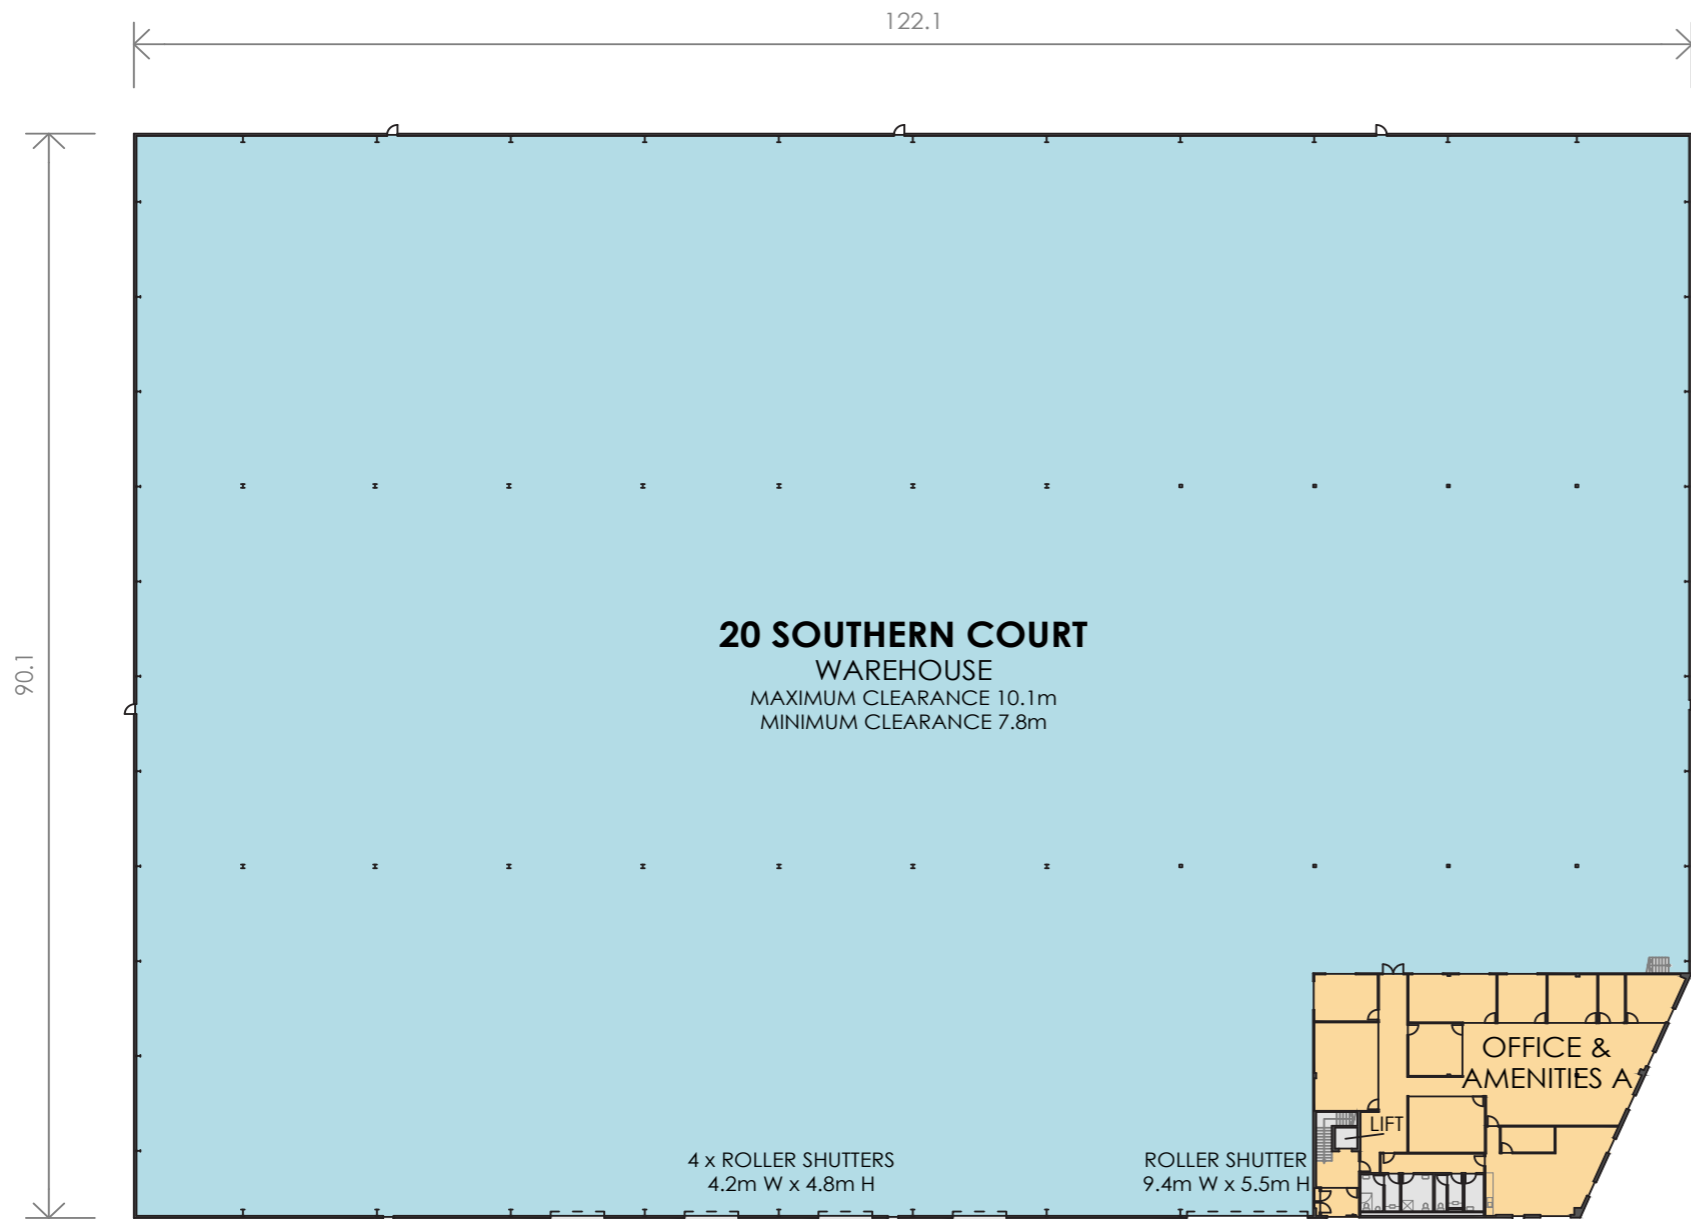 122.1
90.1
20 SOUTHERN COURT
WAREHOUSE
MAXIMUM CLEARANCE 10.1m
MINIMUM CLEARANCE 7.8m
OFFICE &
AMENITIES A
LIFT
4 x ROLLER SHUTTERS
4.2m W x 4.8m H
ROLLER SHUTTER
9.4m W x 5.5m H